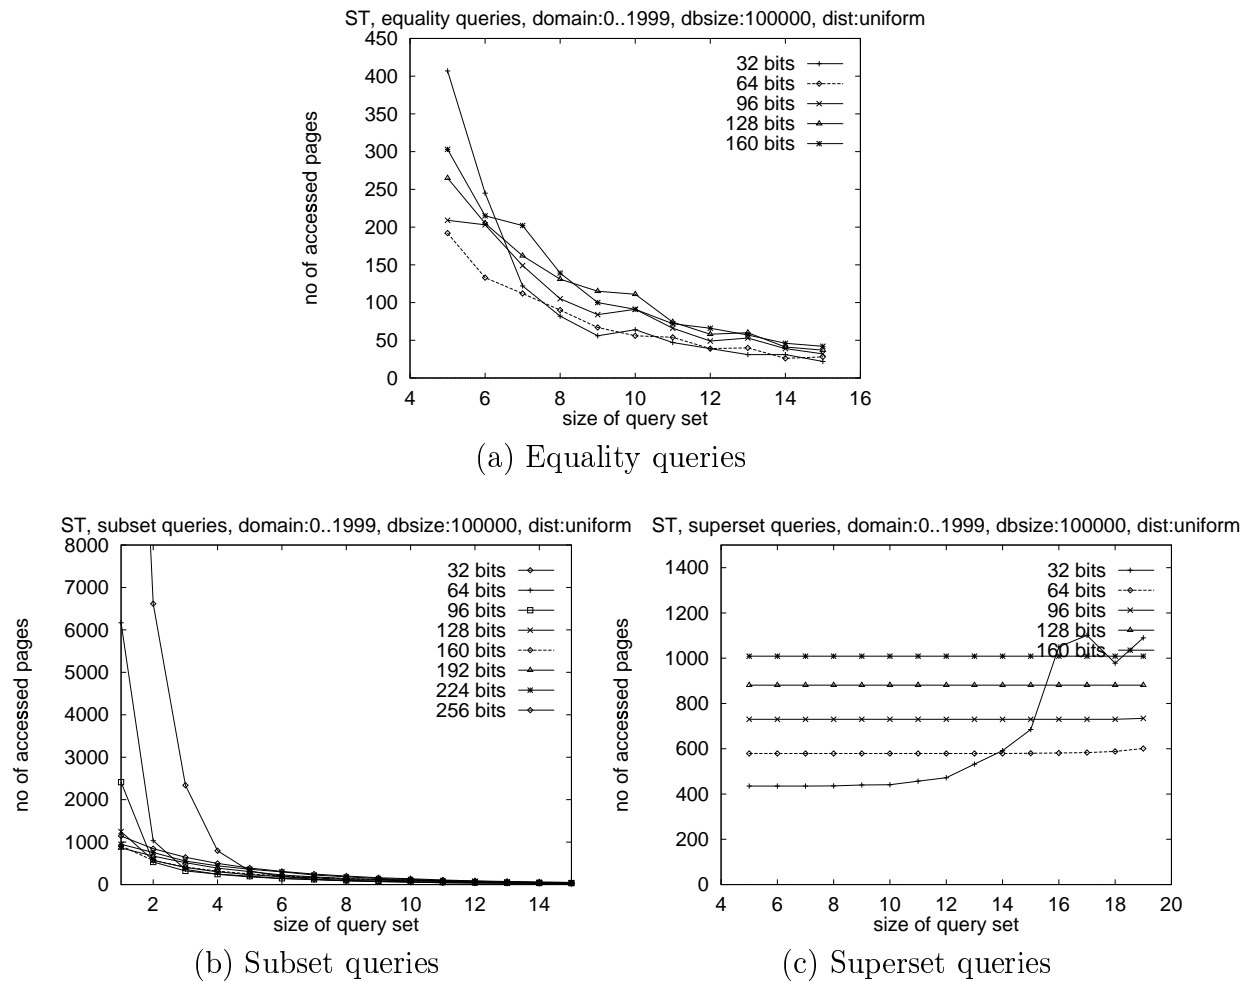 ST, equality queries, domain:0..1999, dbsize:100000, dist:uniform
450
400
350
300
250
200
150
100
50
0
no of accessed pages
32 bits
64 bits
96 bits
128 bits
160 bits
4 6 8 10 12 14 16
size of query set
(a) Equality queries
ST, subset queries, domain:0..1999, dbsize:100000, dist:uniform
8000
7000
6000
5000
4000
3000
2000
1000
0
no of accessed pages
32 bits
64 bits
96 bits
128 bits
160 bits
192 bits
224 bits
256 bits
2 4 6 8 10 12 14
size of query set
(b) Subset queries
ST, superset queries, domain:0..1999, dbsize:100000, dist:uniform
1400
1200
1000
800
600
400
200
0
no of accessed pages
32 bits
64 bits
96 bits
128 bits
160 bits
4 6 8 10 12 14 16 18 20
size of query set
(c) Superset queries